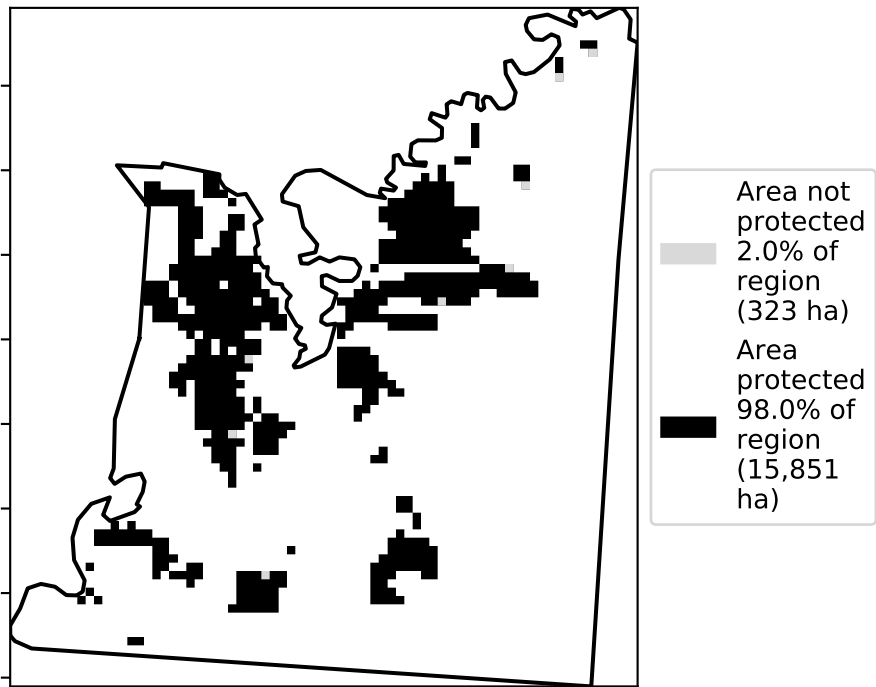 Area not
protected
2.0% of
region
(323 ha)
Area
protected
98.0% of
region
(15,851
ha)